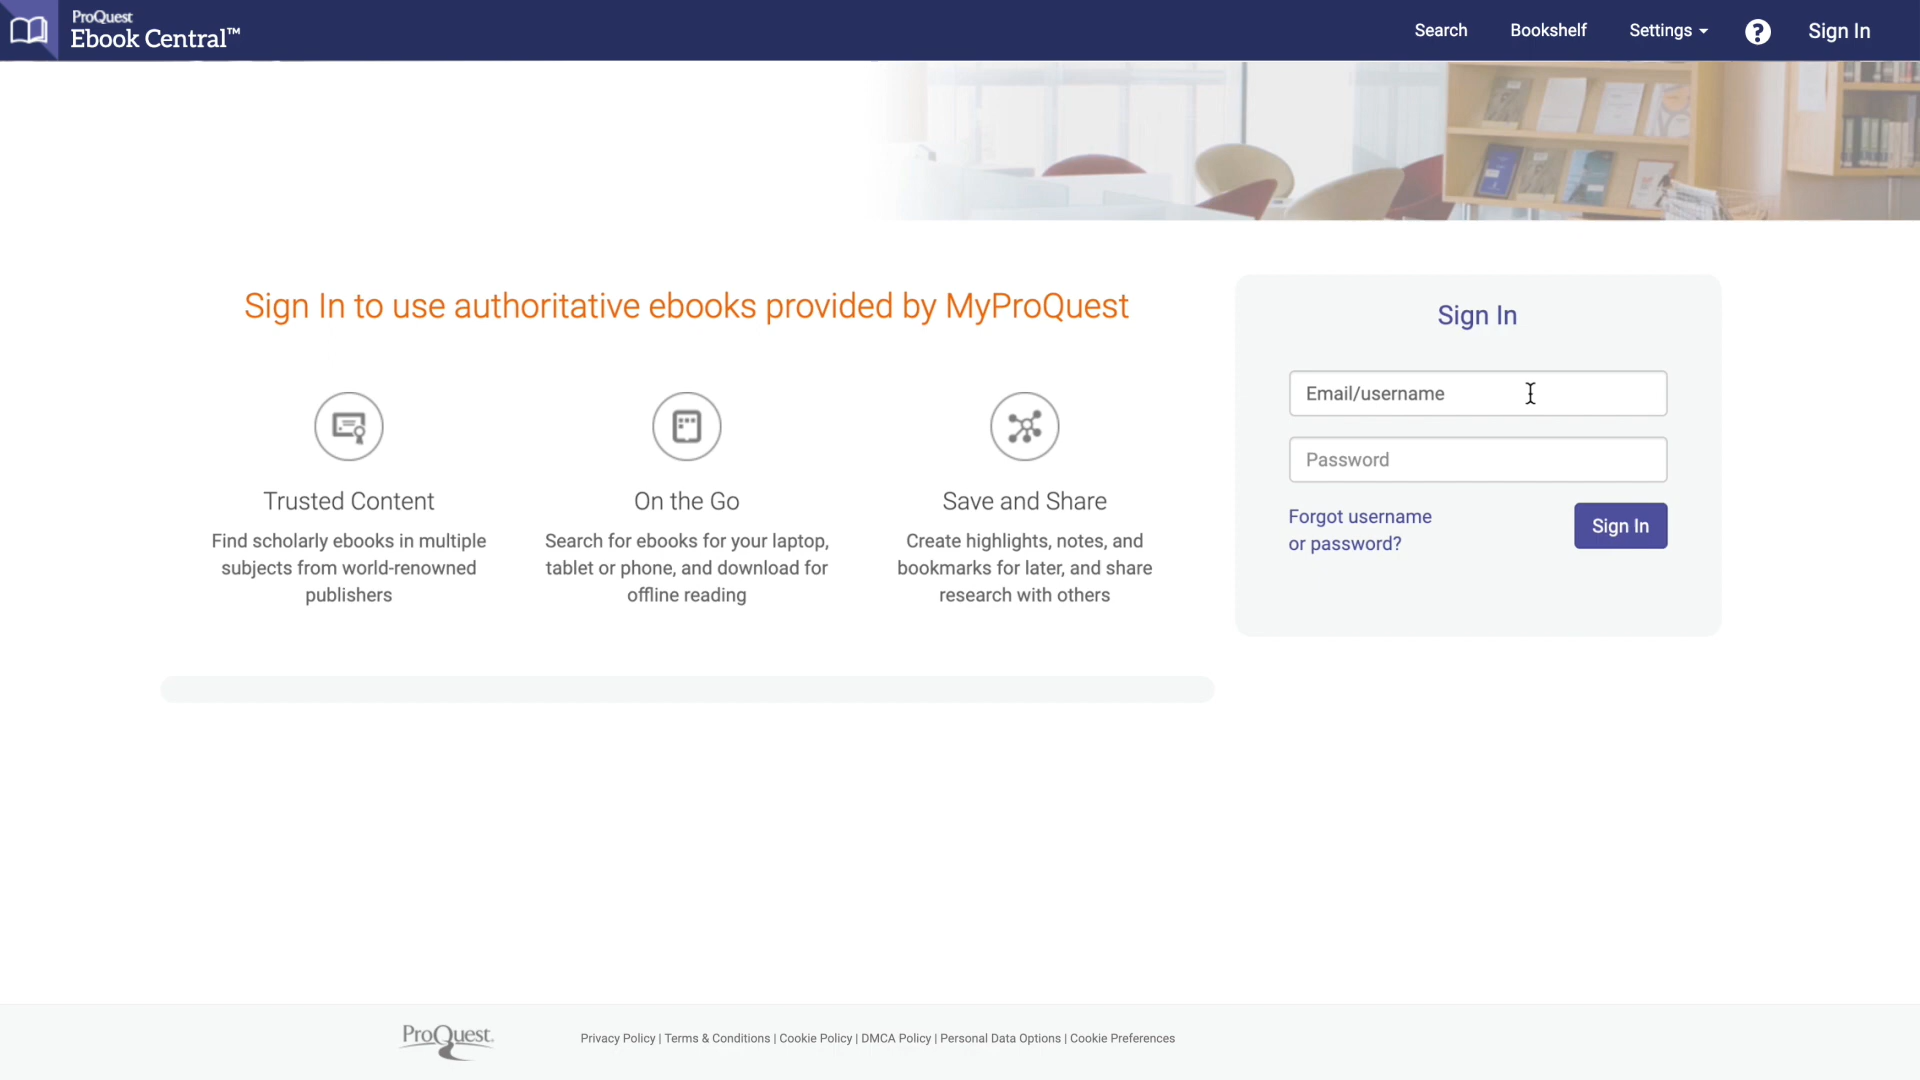 ProQuest
Ebook Central™
Search
Bookshelf
Settings
?
Sign In
Sign In to use authoritative ebooks provided by MyProQuest
Trusted Content
Find scholarly ebooks in multiple
subjects from world-renowned
publishers
On the Go
Search for ebooks for your laptop,
tablet or phone, and download for
offline reading
Save and Share
Create highlights, notes, and
bookmarks for later, and share
research with others
Sign In
Email/username
Password
Forgot username
or password?
Sign In
ProQuest
Privacy Policy | Terms & Conditions | Cookie Policy | DMCA Policy | Personal Data Options | Cookie Preferences